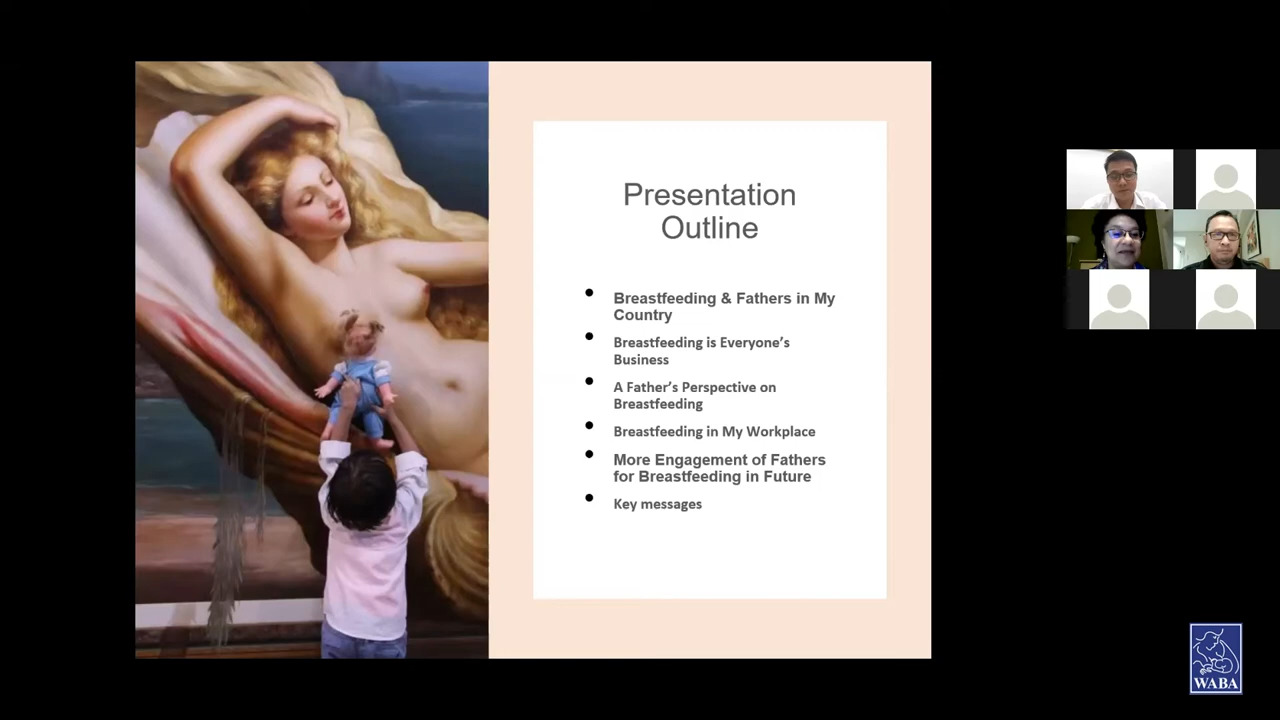 Presentation
Outline
• Breastfeeding & Fathers in My
Country
• Breastfeeding is Everyone’s
Business
• A Father’s Perspective on
Breastfeeding
• Breastfeeding in My Workplace
• More Engagement of Fathers
for Breastfeeding in Future
• Key messages
WABA